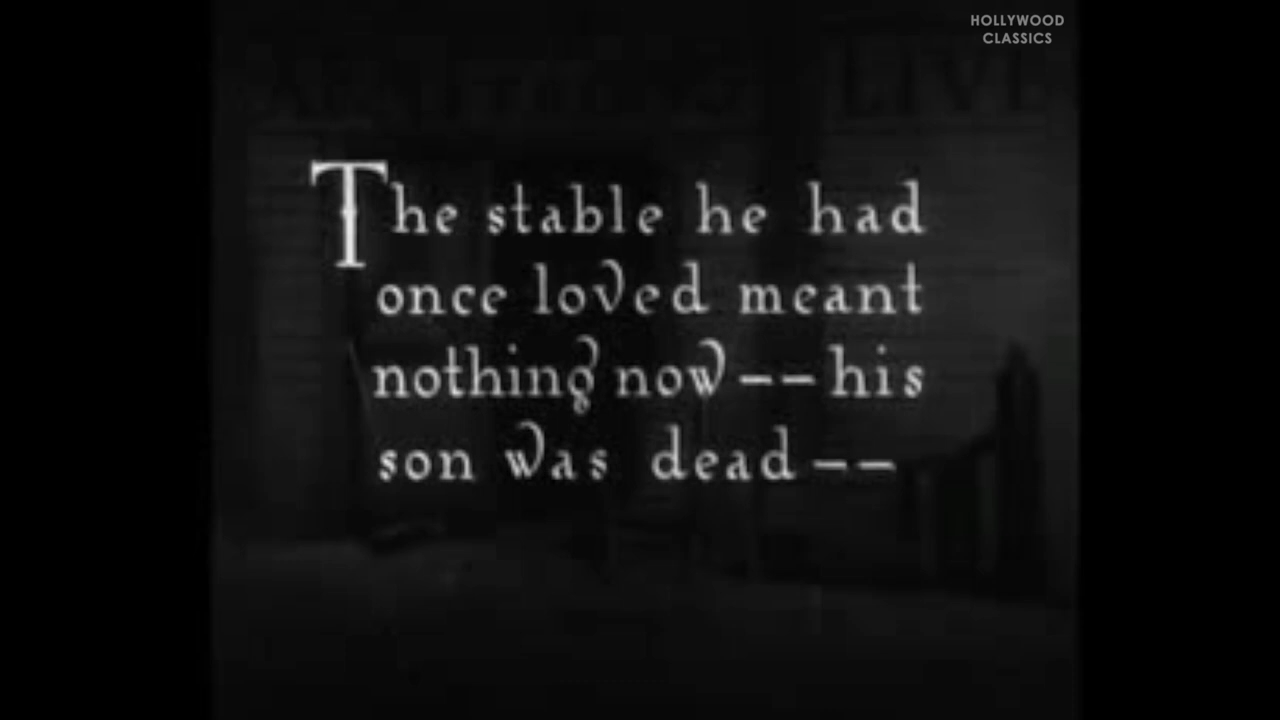 HOLLYWOOD
CLASSICS
The stable he had
once loved meant
nothing now -- his
son was dead --